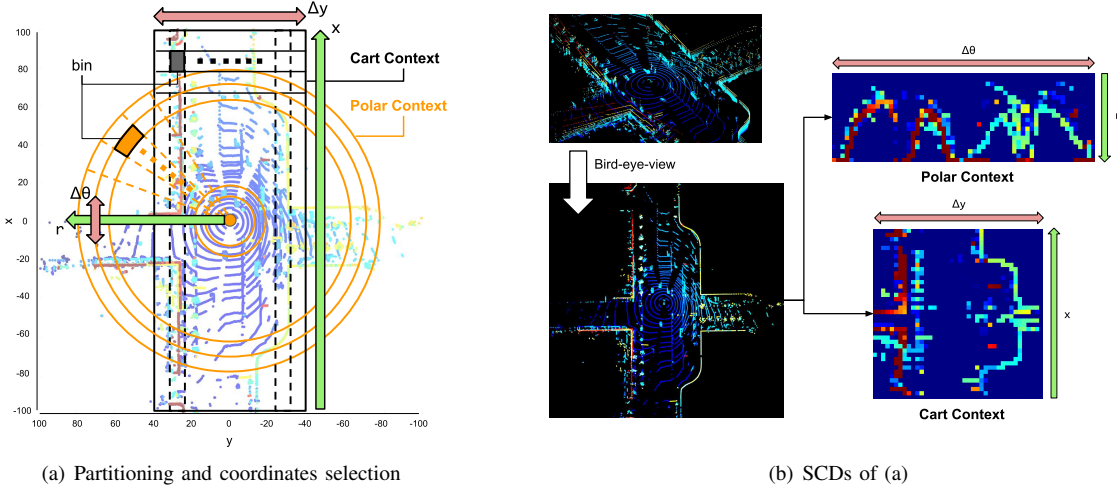 Δy
x
Cart Context
Polar Context
bin
Δθ
r
100
80
60
40
20
0
-20
-40
-60
-80
-100
x
100 80 60 40 20 0 -20 -40 -60 -80 -100
y
(a) Partitioning and coordinates selection
Bird-eye-view
Δθ
Polar Context
Δy
x
Cart Context
(b) SCDs of (a)